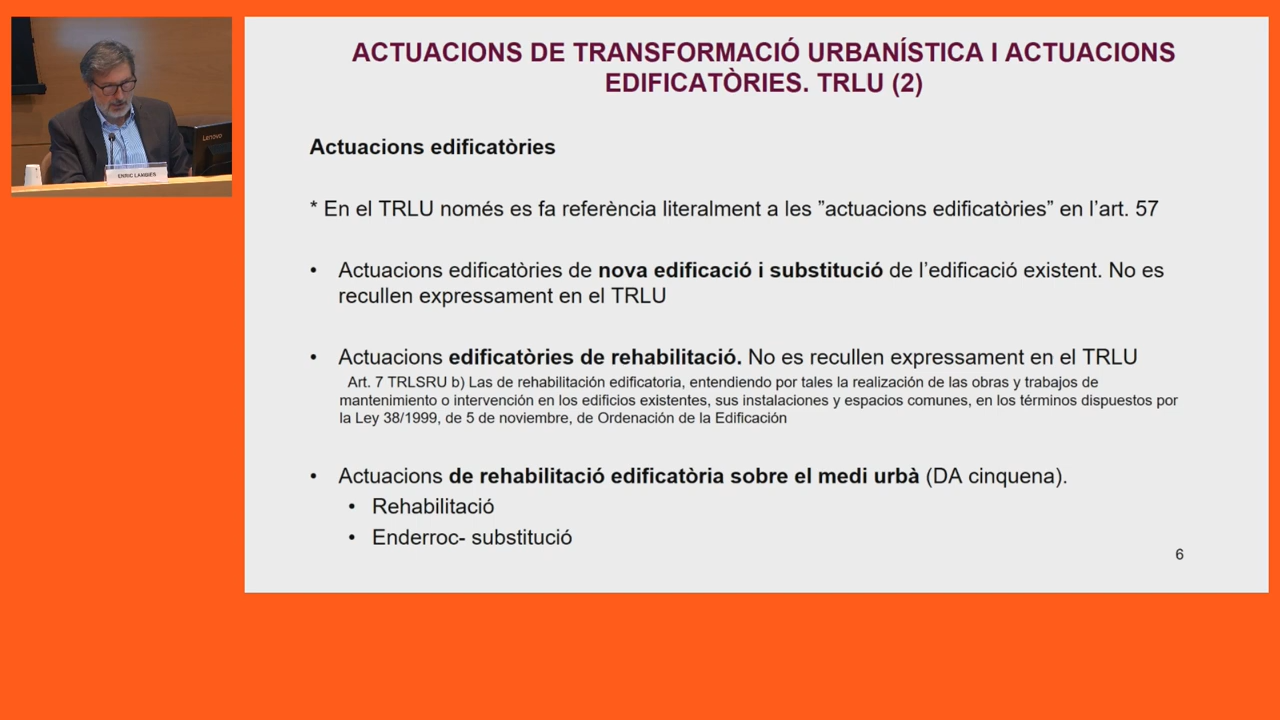 Lenovo
ENRIC LAMBIES
ACTUACIONS DE TRANSFORMACIÓ URBANÍSTICA I ACTUACIONS
EDIFICATÒRIES. TRLU (2)
Actuacions edificatòries
* En el TRLU només es fa referència literalment a les ”actuacions edificatòries” en l’art. 57
• Actuacions edificatòries de nova edificació i substitució de l’edificació existent. No es
recullen expressament en el TRLU
• Actuacions edificatòries de rehabilitació. No es recullen expressament en el TRLU
Art. 7 TRLSRU b) Las de rehabilitación edificatoria, entendiendo por tales la realización de las obras y trabajos de
mantenimiento o intervención en los edificios existentes, sus instalaciones y espacios comunes, en los términos dispuestos por
la Ley 38/1999, de 5 de noviembre, de Ordenación de la Edificación
• Actuacions de rehabilitació edificatòria sobre el medi urbà (DA cinquena).
• Rehabilitació
• Enderroc- substitució
6